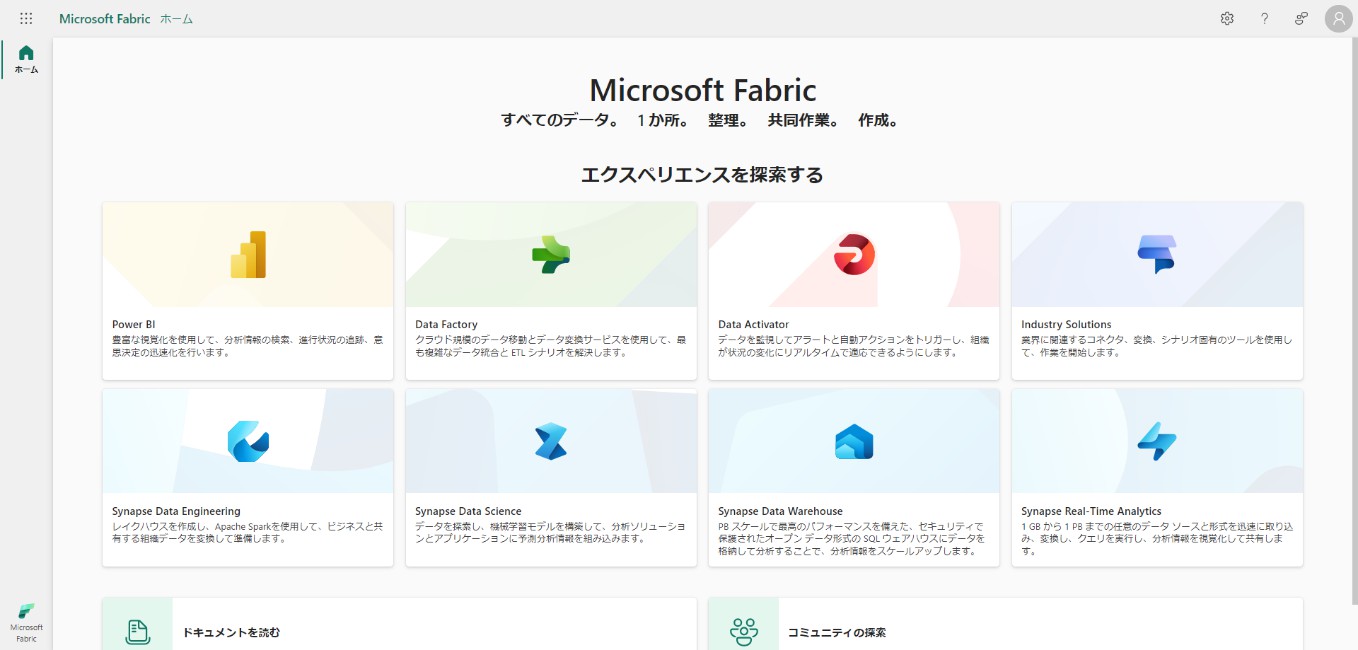 Microsoft Fabric ホーム
ホーム
Microsoft Fabric
すべてのデータ。 1 か所。 整理。 共同作業。 作成。
エクスペリエンスを探索する
Power BI
豊富な視覚化を使用して、分析情報の検索、進行状況の追跡、意
思決定の迅速化を行います。
Data Factory
クラウド規模のデータ移動とデータ変換サービスを使用して、最
も複雑なデータ統合と ETL シナリオを解決します。
Data Activator
データを監視してアラートと自動アクションをトリガーし、組織
が状況の変化にリアルタイムで適応できるようにします。
Industry Solutions
業界に関連するコネクタ、変換、シナリオ固有のツールを使用し
て、作業を開始します。
Synapse Data Engineering
レイクハウスを作成し、Apache Sparkを使用して、ビジネスと共
有する組織データを変換して準備します。
Synapse Data Science
データを探索し、機械学習モデルを構築して、分析ソリューショ
ンとアプリケーションに予測分析情報を組み込みます。
Synapse Data Warehouse
PB スケールで最高のパフォーマンスを備えた、セキュリティで
保護されたオープン データ形式の SQL ウェアハウスにデータを
格納して分析することで、分析情報をスケールアップします。
Synapse Real-Time Analytics
1 GB から 1 PB までの任意のデータ ソースと形式を迅速に取り込
み、変換し、クエリを実行し、分析情報を視覚化して共有しま
す。
Microsoft
Fabric
ドキュメントを読む
コミュニティの探索